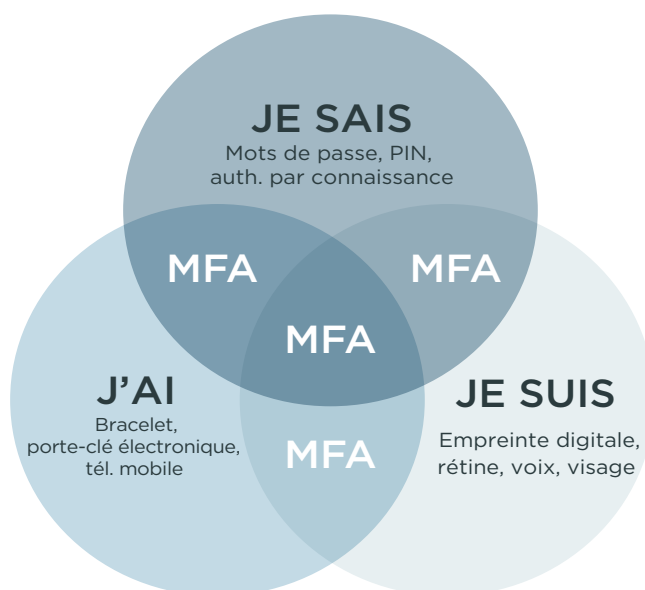 JE SAIS
Mots de passe, PIN,
auth. par connaissance
MFA
MFA
MFA
J'AI
Bracelet,
porte-clé électronique,
tél. mobile
JE SUIS
Empreinte digitale,
rétine, voix, visage
MFA